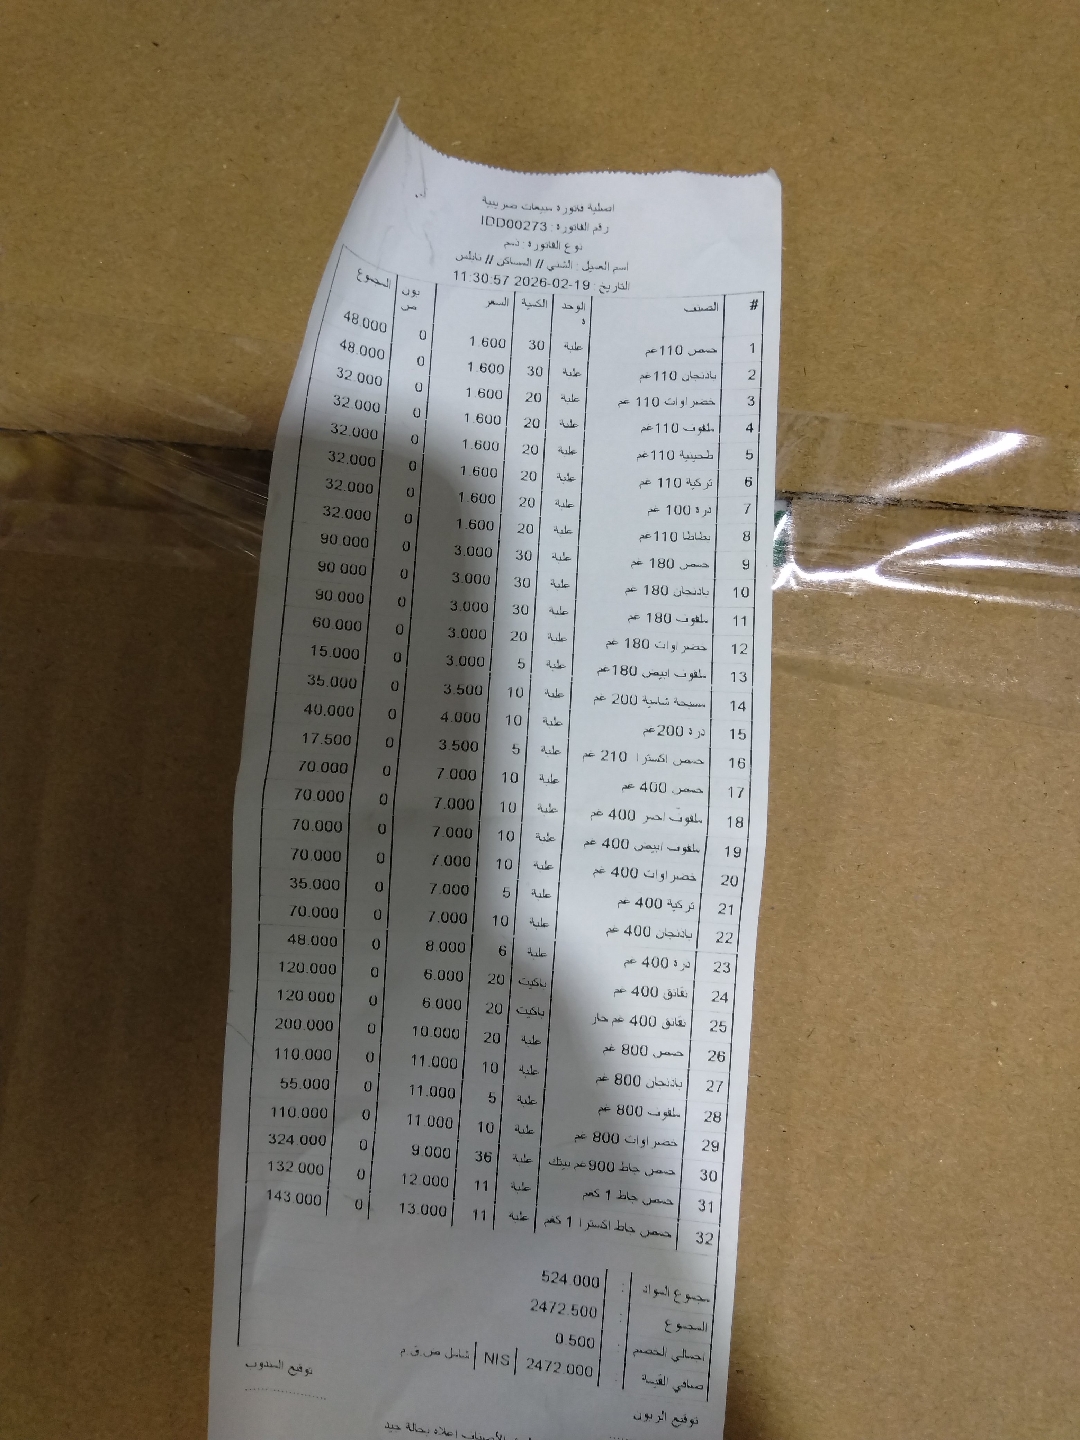 اصلية فاتورة مبيعات ضريبية
رقم الفاتورة : IDD00273
نوع الفاتورة : ذمم
اسم العميل : الشني // المساكن // نابلس
التاريخ : 19-02-2026 11:30:57
# الصنف الوحدة الكمية السعر بونص المجموع
1 حمص 110غم علبة 30 1.600 0 48.000
2 باذنجان 110غم علبة 30 1.600 0 48.000
3 خضراوات 110 غم علبة 20 1.600 0 32.000
4 ملفوف 110غم علبة 20 1.600 0 32.000
5 طحينية 110غم علبة 20 1.600 0 32.000
6 تركية 110 غم علبة 20 1.600 0 32.000
7 ذرة 100 غم علبة 20 1.600 0 32.000
8 بطاطا 110غم علبة 20 1.600 0 32.000
9 حمص 180 غم علبة 30 3.000 0 90.000
10 باذنجان 180 غم علبة 30 3.000 0 90.000
11 ملفوف 180 غم علبة 30 3.000 0 90.000
12 خضراوات 180 غم علبة 20 3.000 0 60.000
13 ملفوف ابيض 180غم علبة 5 3.000 0 15.000
14 مسبحة شامية 200 غم علبة 10 3.500 0 35.000
15 ذرة 200غم علبة 10 4.000 0 40.000
16 حمص اكسترا 210 غم علبة 5 3.500 0 17.500
17 حمص 400 غم علبة 10 7.000 0 70.000
18 ملفوف احمر 400 غم علبة 10 7.000 0 70.000
19 ملفوف ابيض 400 غم علبة 10 7.000 0 70.000
20 خضراوات 400 غم علبة 10 7.000 0 70.000
21 تركية 400 غم علبة 5 7.000 0 35.000
22 باذنجان 400 غم علبة 10 7.000 0 70.000
23 ذرة 400 غم علبة 6 8.000 0 48.000
24 نقانق 400 غم باكيت 20 6.000 0 120.000
25 نقانق 400 غم حار باكيت 20 6.000 0 120.000
26 حمص 800 غم علبة 20 10.000 0 200.000
27 باذنجان 800 غم علبة 10 11.000 0 110.000
28 ملفوف 800 غم علبة 5 11.000 0 55.000
29 خضراوات 800 غم علبة 10 11.000 0 110.000
30 حمص جاط 900غم بيتك علبة 36 9.000 0 324.000
31 حمص جاط 1 كغم علبة 11 12.000 0 132.000
32 حمص جاط اكسترا 1 كغم علبة 11 13.000 0 143.000
مجموع المواد : 524.000
المجموع : 2472.500
اجمالي الخصم : 0.500
صافي القيمة : 2472.000 NIS شامل ض.ق.م
توقيع الزبون توقيع المندوب
الأصناف اعلاه بحالة جيد